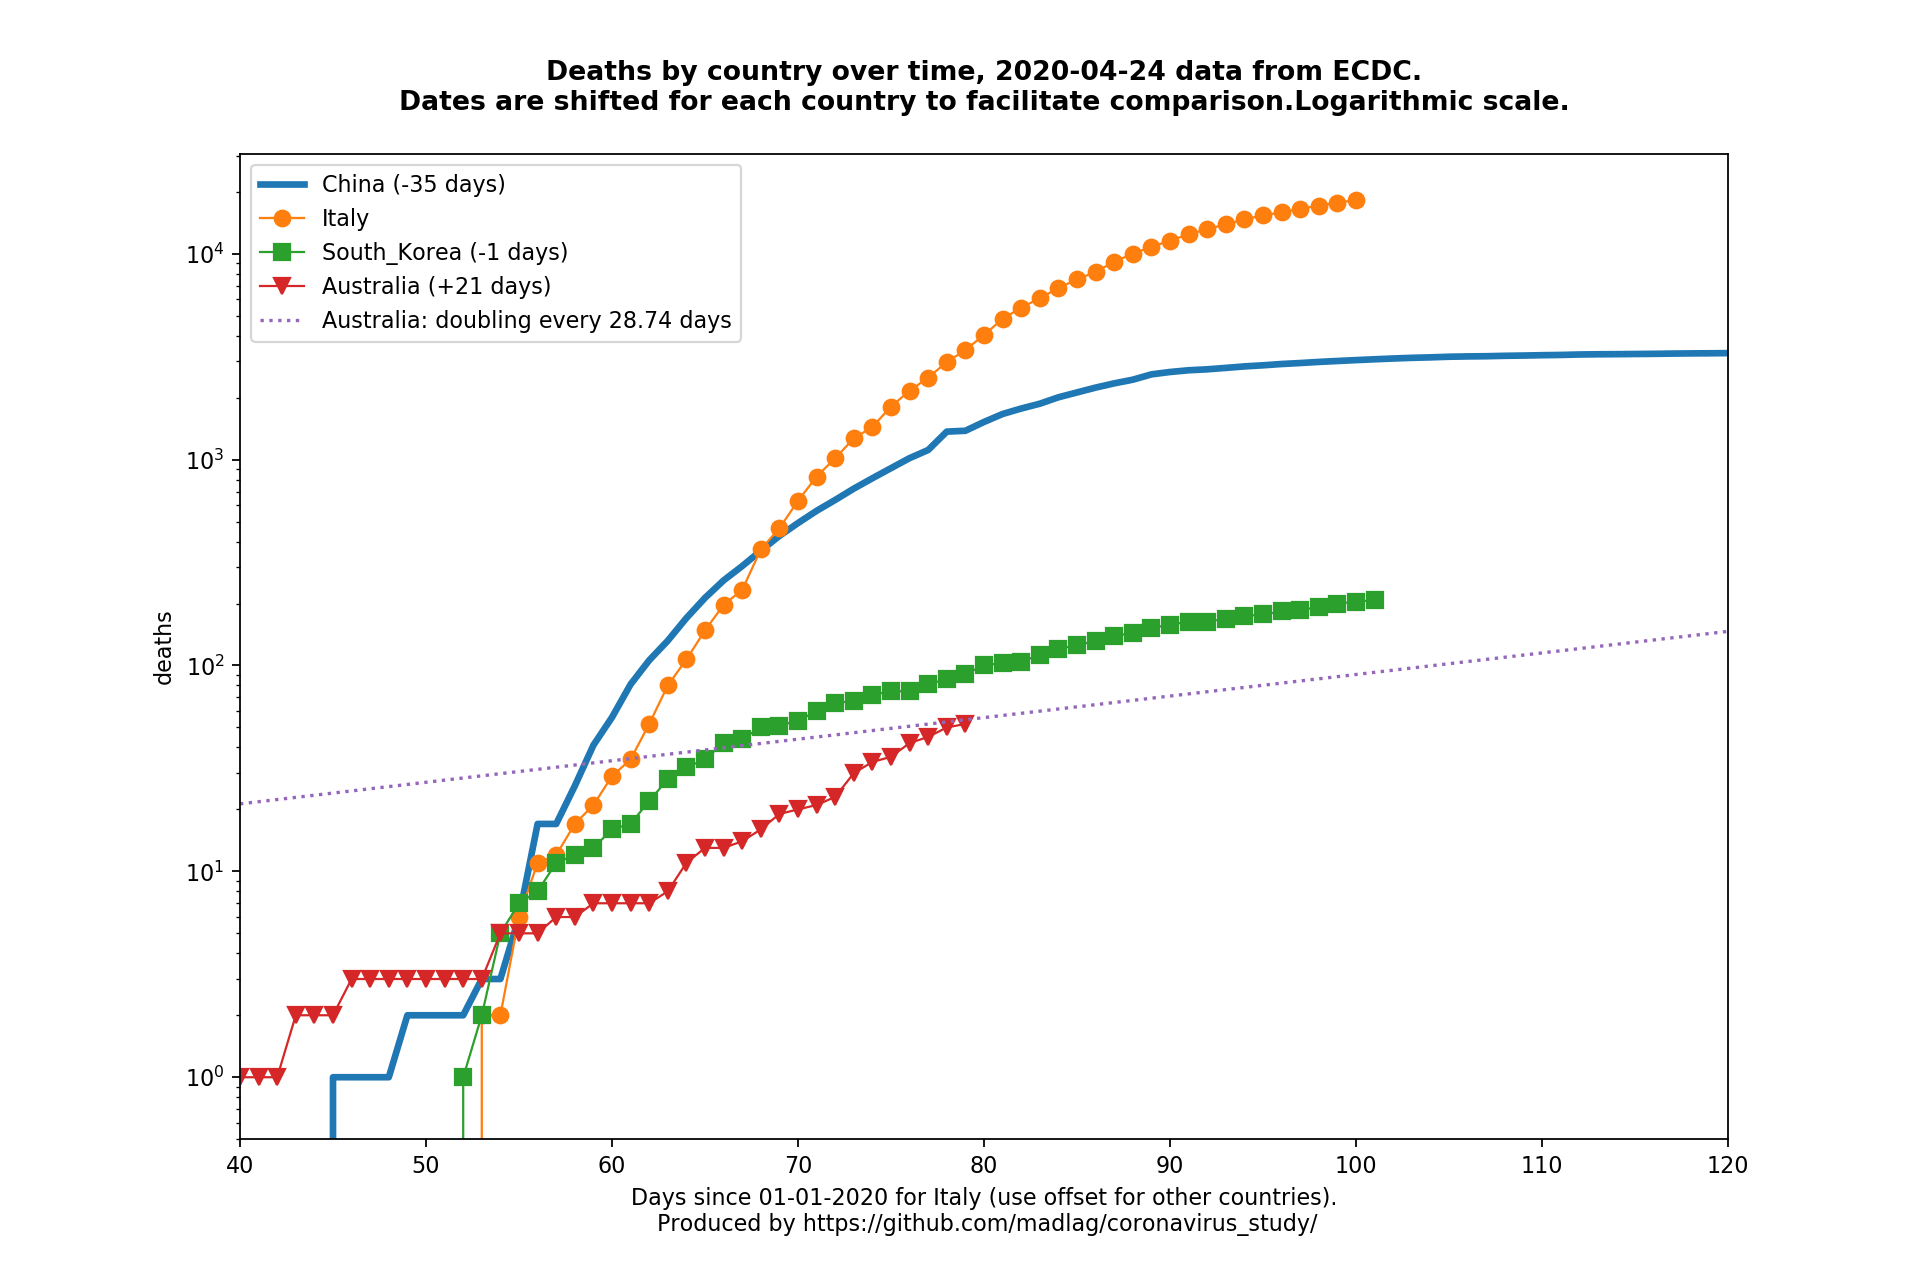 Deaths by country over time, 2020-04-24 data from ECDC.
Dates are shifted for each country to facilitate comparison.Logarithmic scale.
China (-35 days)
Italy
South_Korea (-1 days)
Australia (+21 days)
Australia: doubling every 28.74 days
10⁴
10³
10²
10¹
10⁰
deaths
40 50 60 70 80 90 100 110 120
Days since 01-01-2020 for Italy (use offset for other countries).
Produced by https://github.com/madlag/coronavirus_study/